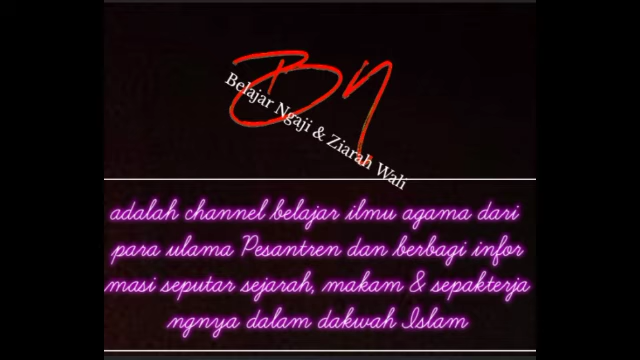 BN
Belajar Ngaji & Ziarah Wali
adalah channel belajar ilmu agama dari
para ulama Pesantren dan berbagi infor
masi seputar sejarah, makam & sepakterja
ngnya dalam dakwah Islam